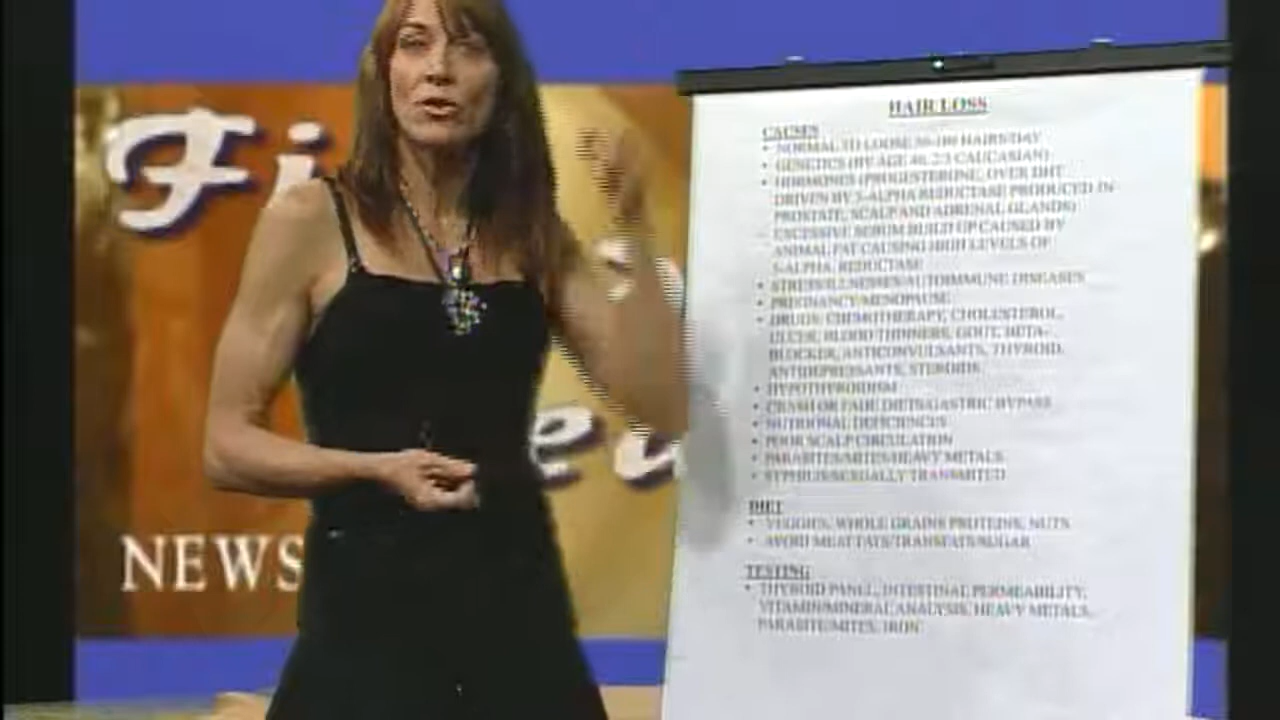 Fi
eu
NEWS
HAIR LOSS
CAUSES
• NORMAL TO LOOSE 50-100 HAIRS/DAY
• GENETICS (BY AGE 40, 2/3 CAUCASIAN)
• HORMONES (PROGESTERONE, OVER DHT
DRIVEN BY 5-ALPHA REDUCTASE PRODUCED IN
PROSTATE, SCALP AND ADRENAL GLANDS)
EXCESSIVE SEBUM BUILD UP CAUSED BY
ANIMAL FAT CAUSING HIGH LEVELS OF
5-ALPHA, REDUCTASE
• STRESS/ILLNESSES/AUTOIMMUNE DISEASES
• PREGNANCY/MENOPAUSE
• DRUGS: CHEMOTHERAPY, CHOLESTEROL,
ULCER, BLOOD THINNERS, GOUT, BETA-
BLOCKER, ANTICONVULSANTS, THYROID,
ANTIDEPRESSANTS, STEROIDS
• HYPOTHYROIDISM
• CRASH OR FADE DIETS/GASTRIC BYPASS
• NUTRIONAL DEFICIENCES
• POOR SCALP CIRCULATION
• PARASITES/MITES/HEAVY METALS
• SYPHILIS/SEXUALLY TRANSMITED
DIET
• VEGGIES, WHOLE GRAINS PROTEINS, NUTS
• AVOID MEAT FATS/TRANSFATS/SUGAR
TESTING
• THYROID PANEL, INTESTINAL PERMEABILITY,
VITAMIN/MINERAL ANALYSIS, HEAVY METALS,
PARASITE/MITES, IRON